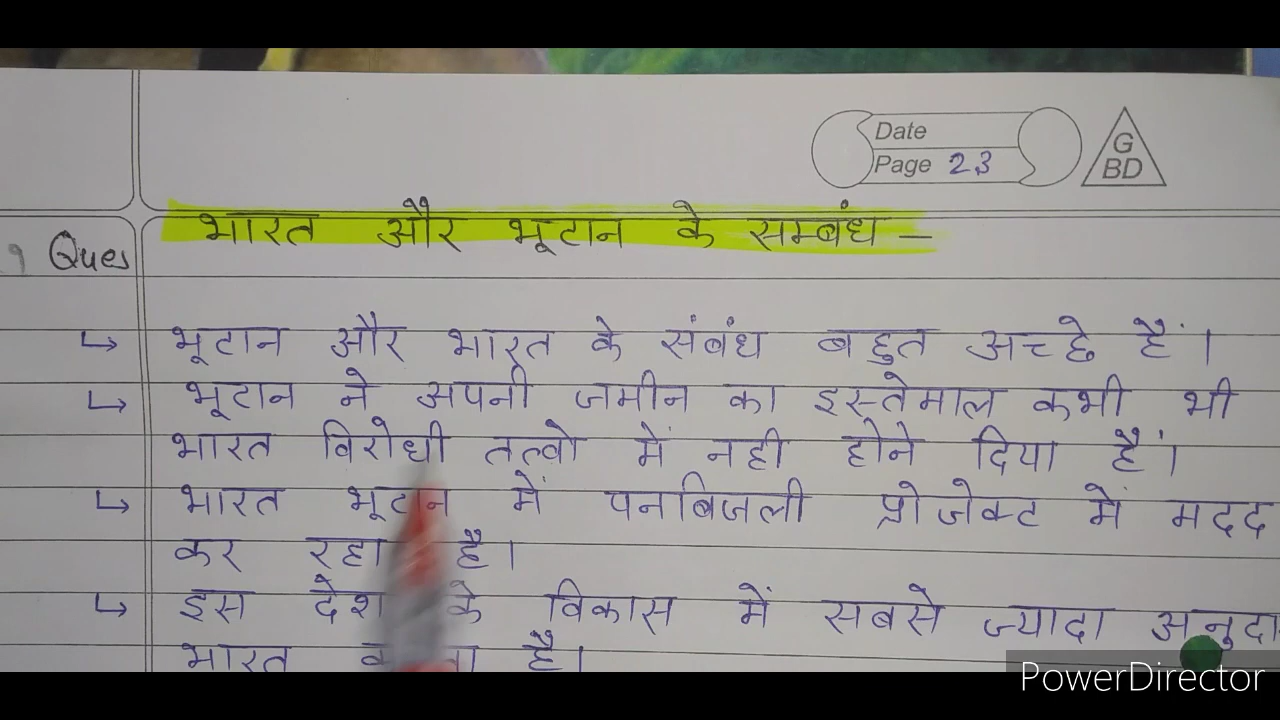 Date
Page 23
G
BD
भारत और भूटान के सम्बंध –
Ques
↳ भूटान और भारत के संबंध बहुत अच्छे हैं।
↳ भूटान ने अपनी जमीन का इस्तेमाल कभी भी
भारत विरोधी तत्वो में नही होने दिया हैं।
↳ भारत भूटान में पनबिजली प्रोजेक्ट में मदद
कर रहा है।
↳ इस देश के विकास में सबसे ज्यादा
भारत है।
PowerDirector